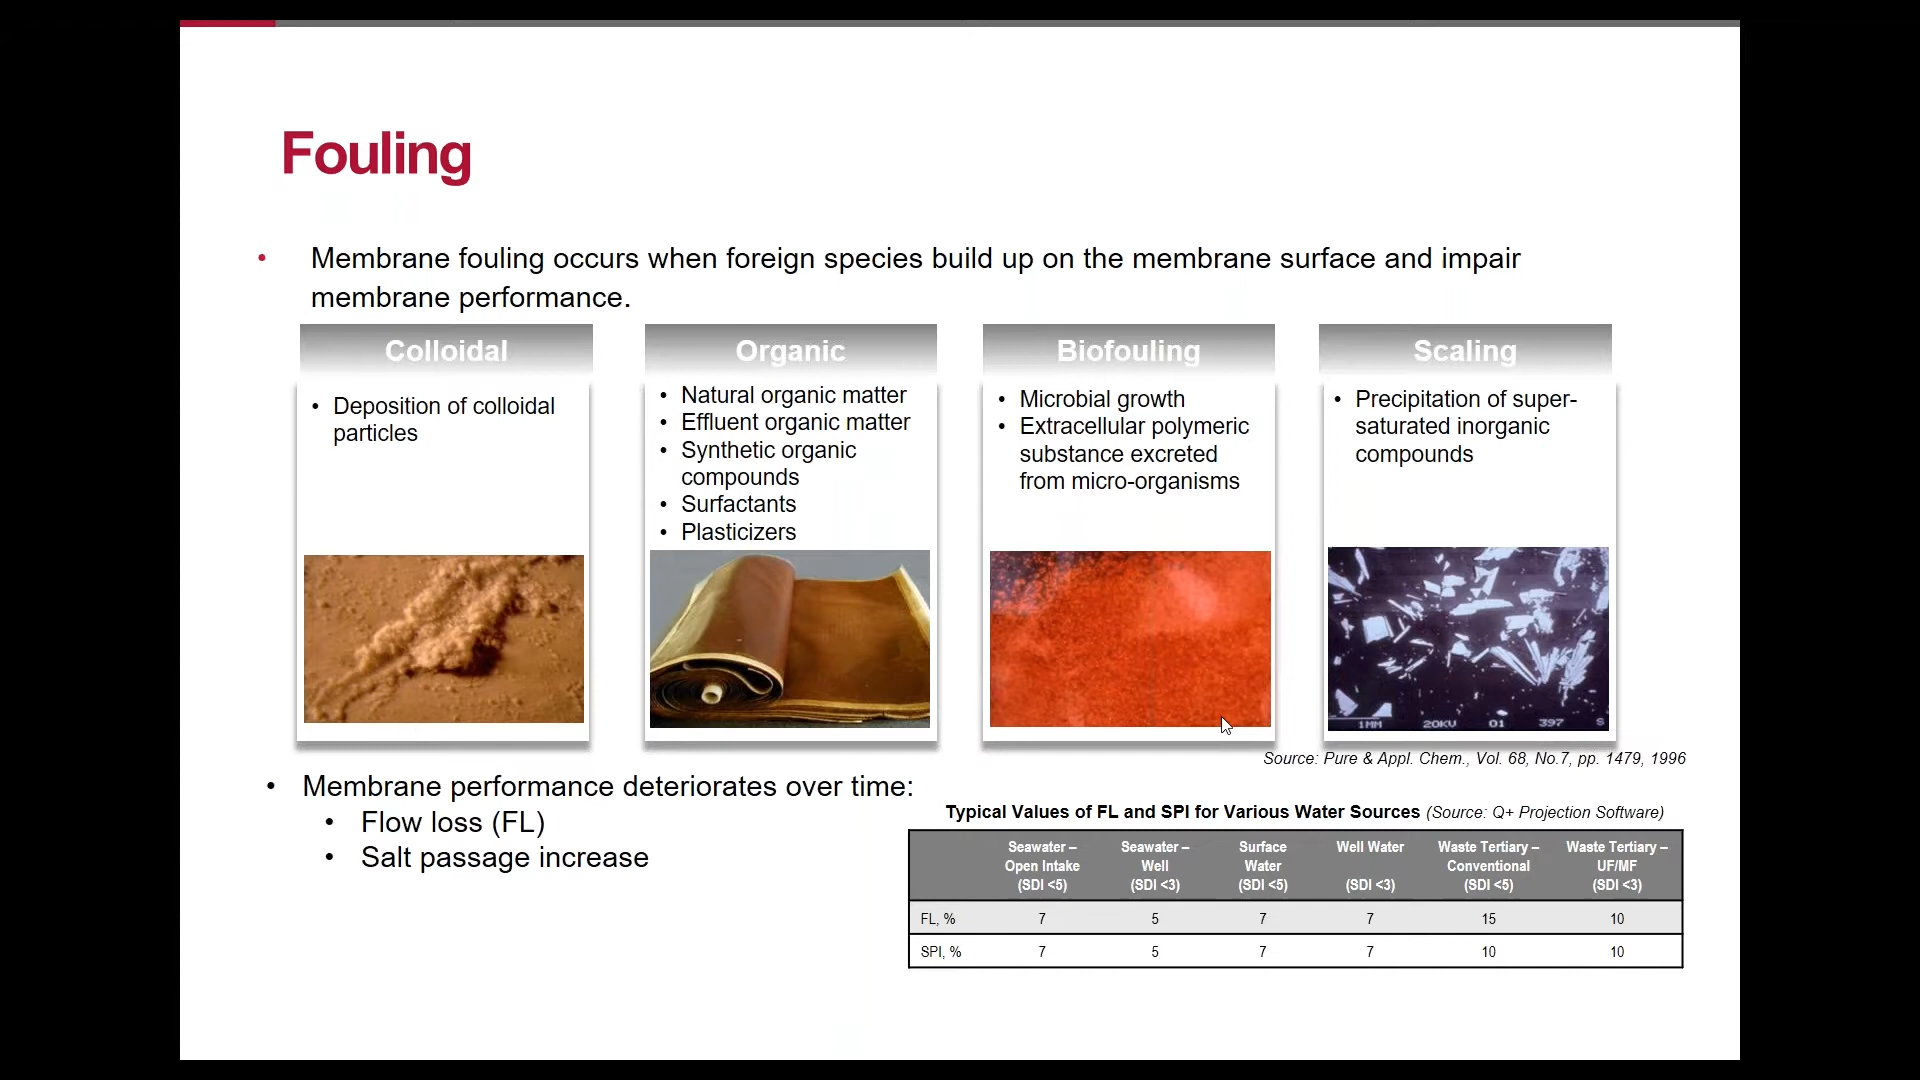 Fouling
• Membrane fouling occurs when foreign species build up on the membrane surface and impair
membrane performance.
Colloidal
• Deposition of colloidal
particles
Organic
• Natural organic matter
• Effluent organic matter
• Synthetic organic
compounds
• Surfactants
• Plasticizers
Biofouling
• Microbial growth
• Extracellular polymeric
substance excreted
from micro-organisms
Scaling
• Precipitation of super-
saturated inorganic
compounds
1MM 20KV 01 397 S
Source: Pure & Appl. Chem., Vol. 68, No.7, pp. 1479, 1996
• Membrane performance deteriorates over time:
• Flow loss (FL)
• Salt passage increase
Typical Values of FL and SPI for Various Water Sources (Source: Q+ Projection Software)
Seawater – Seawater – Surface Well Water Waste Tertiary – Waste Tertiary –
Open Intake Well Water Conventional UF/MF
(SDI <5) (SDI <3) (SDI <5) (SDI <3) (SDI <5) (SDI <3)
FL, % 7 5 7 7 15 10
SPI, % 7 5 7 7 10 10